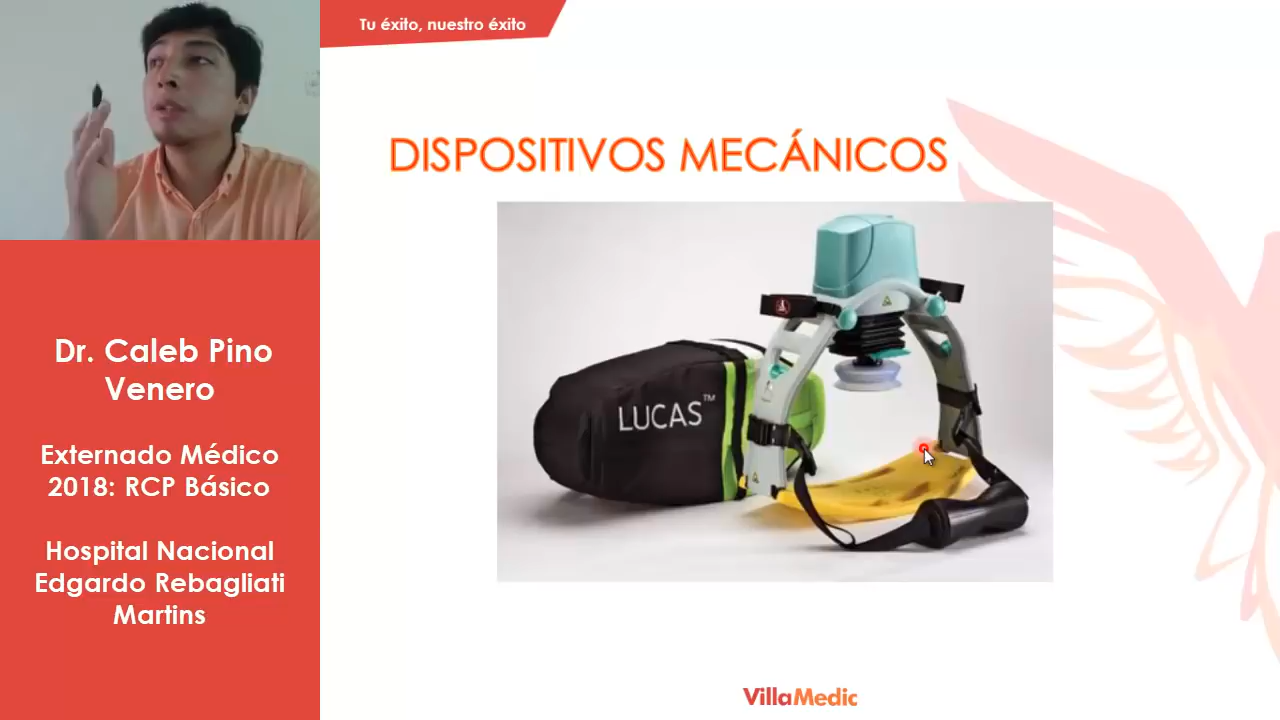 Tu éxito, nuestro éxito
DISPOSITIVOS MECÁNICOS
LUCAS™
Dr. Caleb Pino
Venero
Externado Médico
2018: RCP Básico
Hospital Nacional
Edgardo Rebagliati
Martins
VillaMedic